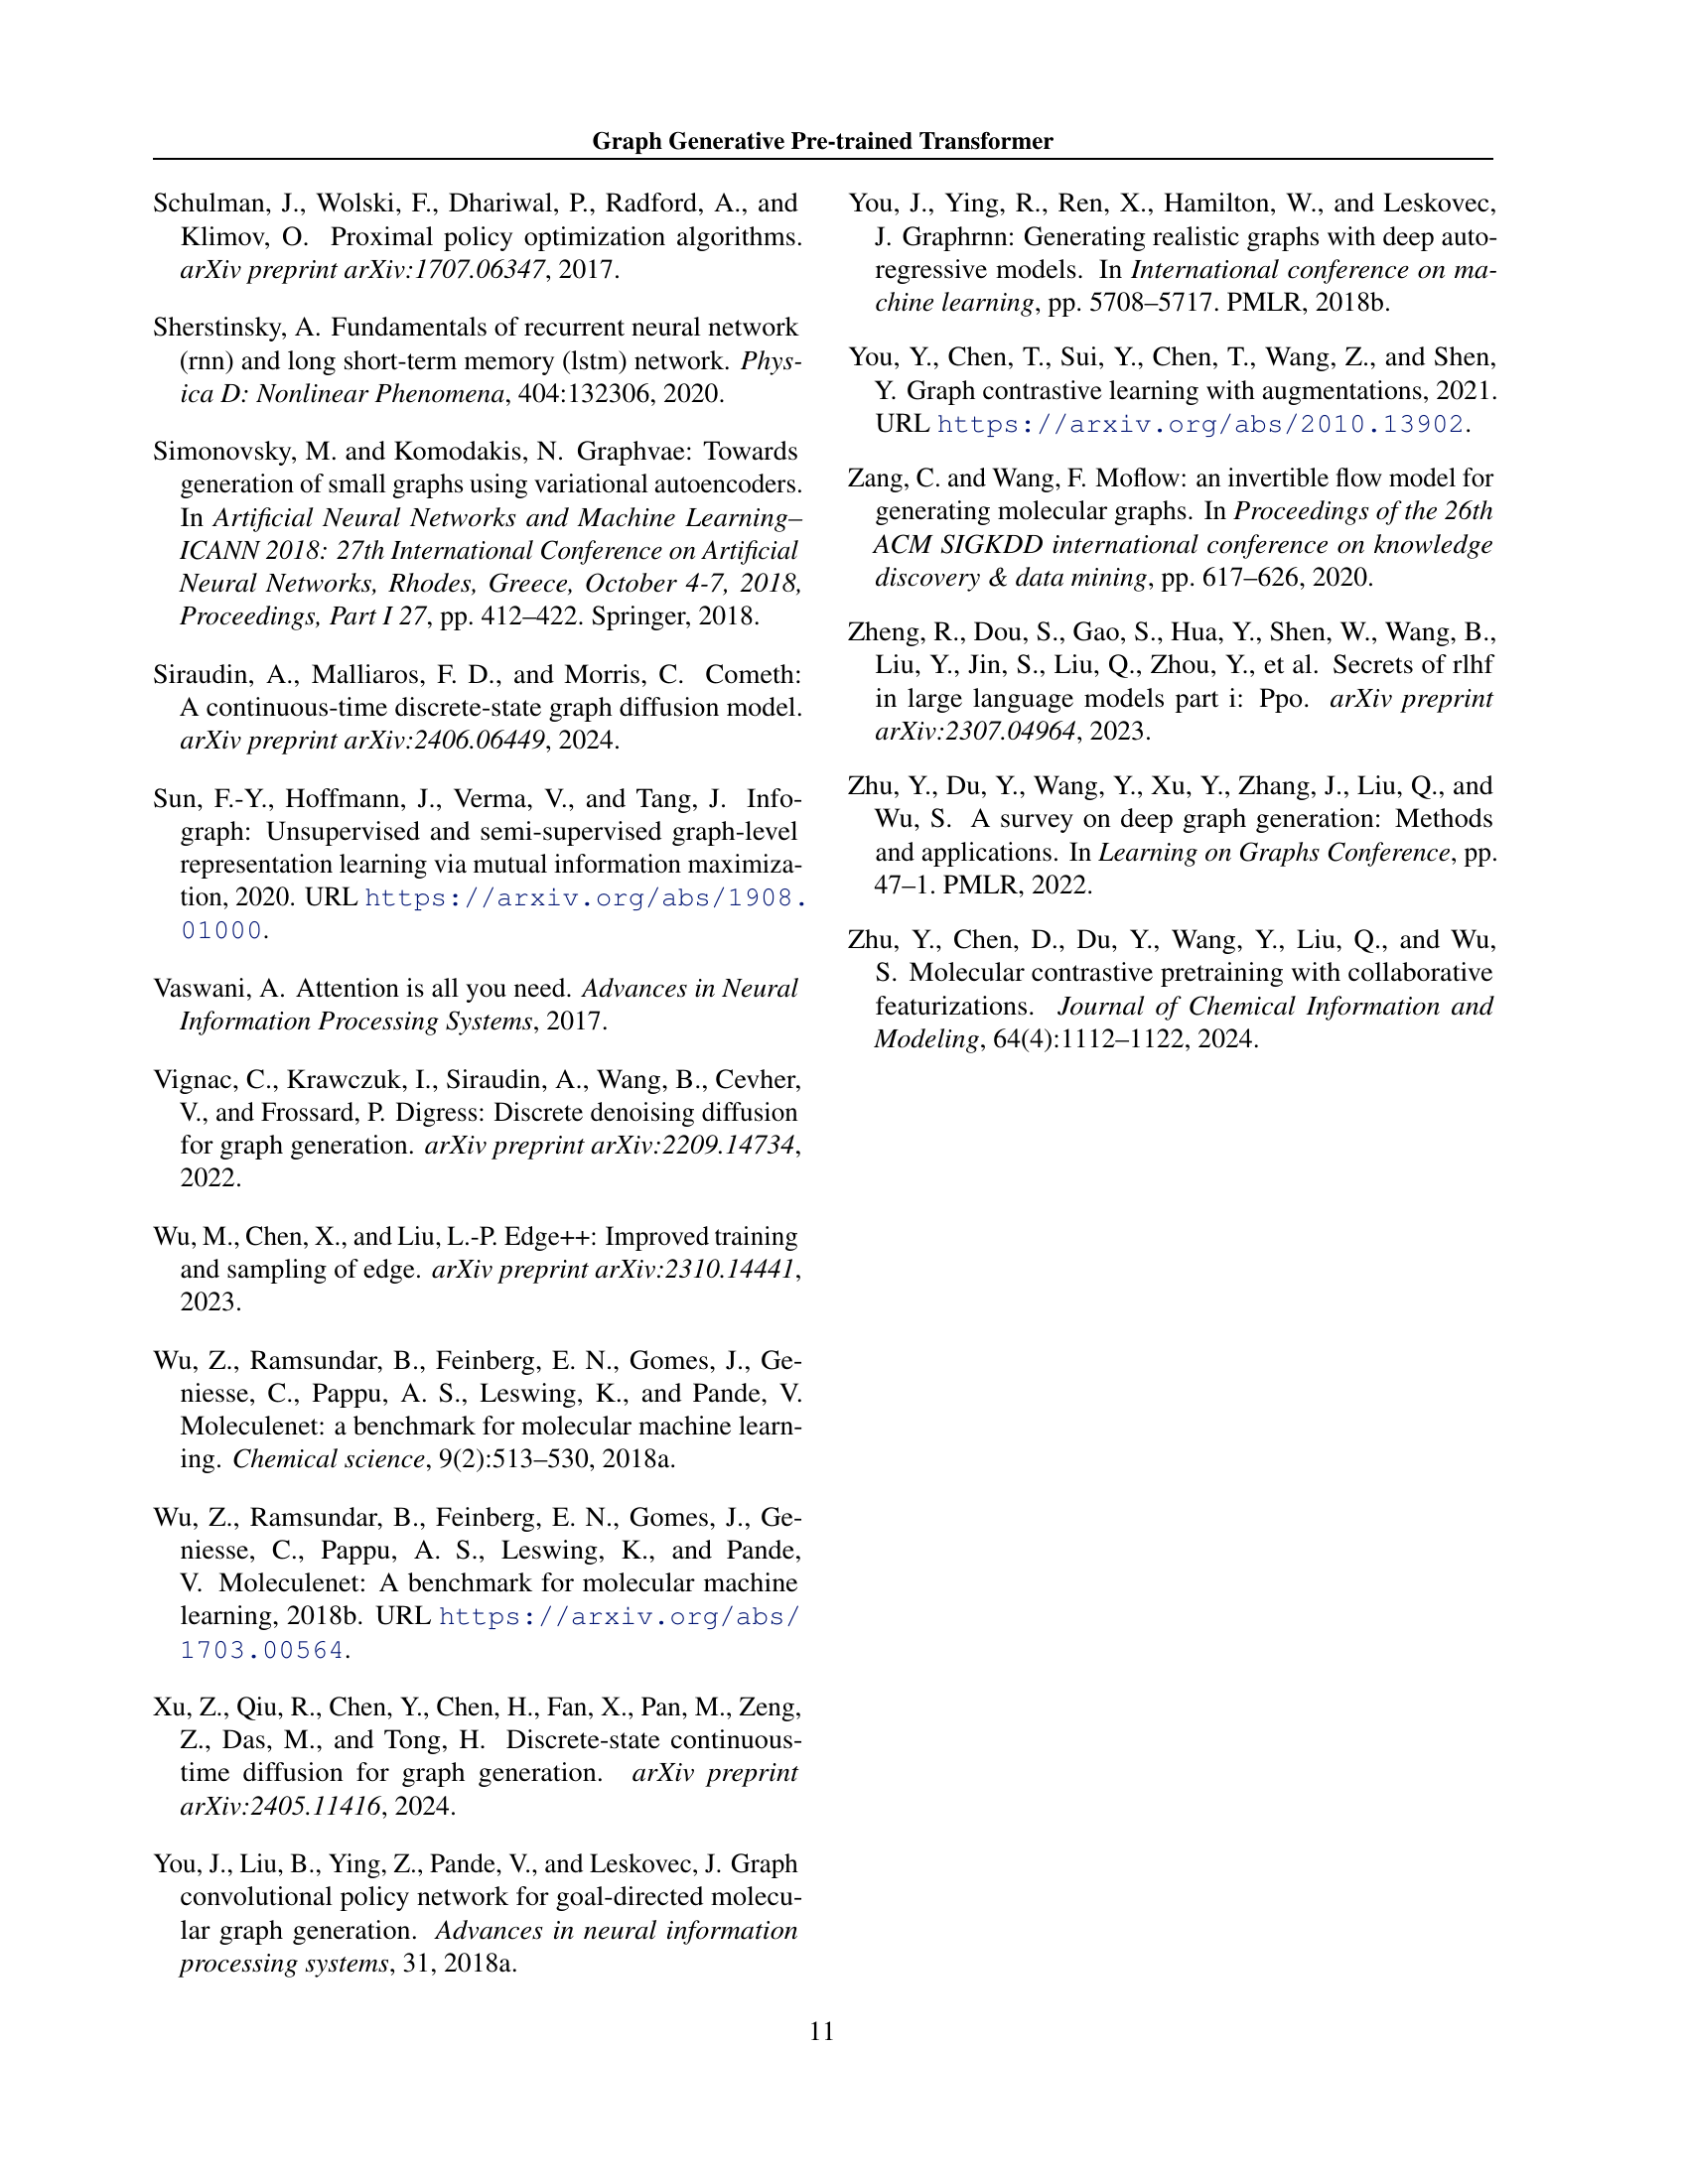 Graph Generative Pre-trained Transformer
Schulman, J., Wolski, F., Dhariwal, P., Radford, A., and
Klimov, O. Proximal policy optimization algorithms.
arXiv preprint arXiv:1707.06347, 2017.
Sherstinsky, A. Fundamentals of recurrent neural network
(rnn) and long short-term memory (lstm) network. Phys-
ica D: Nonlinear Phenomena, 404:132306, 2020.
Simonovsky, M. and Komodakis, N. Graphvae: Towards
generation of small graphs using variational autoencoders.
In Artificial Neural Networks and Machine Learning–
ICANN 2018: 27th International Conference on Artificial
Neural Networks, Rhodes, Greece, October 4-7, 2018,
Proceedings, Part I 27, pp. 412–422. Springer, 2018.
Siraudin, A., Malliaros, F. D., and Morris, C. Cometh:
A continuous-time discrete-state graph diffusion model.
arXiv preprint arXiv:2406.06449, 2024.
Sun, F.-Y., Hoffmann, J., Verma, V., and Tang, J. Info-
graph: Unsupervised and semi-supervised graph-level
representation learning via mutual information maximiza-
tion, 2020. URL https://arxiv.org/abs/1908.
01000.
Vaswani, A. Attention is all you need. Advances in Neural
Information Processing Systems, 2017.
Vignac, C., Krawczuk, I., Siraudin, A., Wang, B., Cevher,
V., and Frossard, P. Digress: Discrete denoising diffusion
for graph generation. arXiv preprint arXiv:2209.14734,
2022.
Wu, M., Chen, X., and Liu, L.-P. Edge++: Improved training
and sampling of edge. arXiv preprint arXiv:2310.14441,
2023.
Wu, Z., Ramsundar, B., Feinberg, E. N., Gomes, J., Ge-
niesse, C., Pappu, A. S., Leswing, K., and Pande, V.
Moleculenet: a benchmark for molecular machine learn-
ing. Chemical science, 9(2):513–530, 2018a.
Wu, Z., Ramsundar, B., Feinberg, E. N., Gomes, J., Ge-
niesse, C., Pappu, A. S., Leswing, K., and Pande,
V. Moleculenet: A benchmark for molecular machine
learning, 2018b. URL https://arxiv.org/abs/
1703.00564.
Xu, Z., Qiu, R., Chen, Y., Chen, H., Fan, X., Pan, M., Zeng,
Z., Das, M., and Tong, H. Discrete-state continuous-
time diffusion for graph generation. arXiv preprint
arXiv:2405.11416, 2024.
You, J., Liu, B., Ying, Z., Pande, V., and Leskovec, J. Graph
convolutional policy network for goal-directed molecu-
lar graph generation. Advances in neural information
processing systems, 31, 2018a.
You, J., Ying, R., Ren, X., Hamilton, W., and Leskovec,
J. Graphrnn: Generating realistic graphs with deep auto-
regressive models. In International conference on ma-
chine learning, pp. 5708–5717. PMLR, 2018b.
You, Y., Chen, T., Sui, Y., Chen, T., Wang, Z., and Shen,
Y. Graph contrastive learning with augmentations, 2021.
URL https://arxiv.org/abs/2010.13902.
Zang, C. and Wang, F. Moflow: an invertible flow model for
generating molecular graphs. In Proceedings of the 26th
ACM SIGKDD international conference on knowledge
discovery & data mining, pp. 617–626, 2020.
Zheng, R., Dou, S., Gao, S., Hua, Y., Shen, W., Wang, B.,
Liu, Y., Jin, S., Liu, Q., Zhou, Y., et al. Secrets of rlhf
in large language models part i: Ppo. arXiv preprint
arXiv:2307.04964, 2023.
Zhu, Y., Du, Y., Wang, Y., Xu, Y., Zhang, J., Liu, Q., and
Wu, S. A survey on deep graph generation: Methods
and applications. In Learning on Graphs Conference, pp.
47–1. PMLR, 2022.
Zhu, Y., Chen, D., Du, Y., Wang, Y., Liu, Q., and Wu,
S. Molecular contrastive pretraining with collaborative
featurizations. Journal of Chemical Information and
Modeling, 64(4):1112–1122, 2024.
11